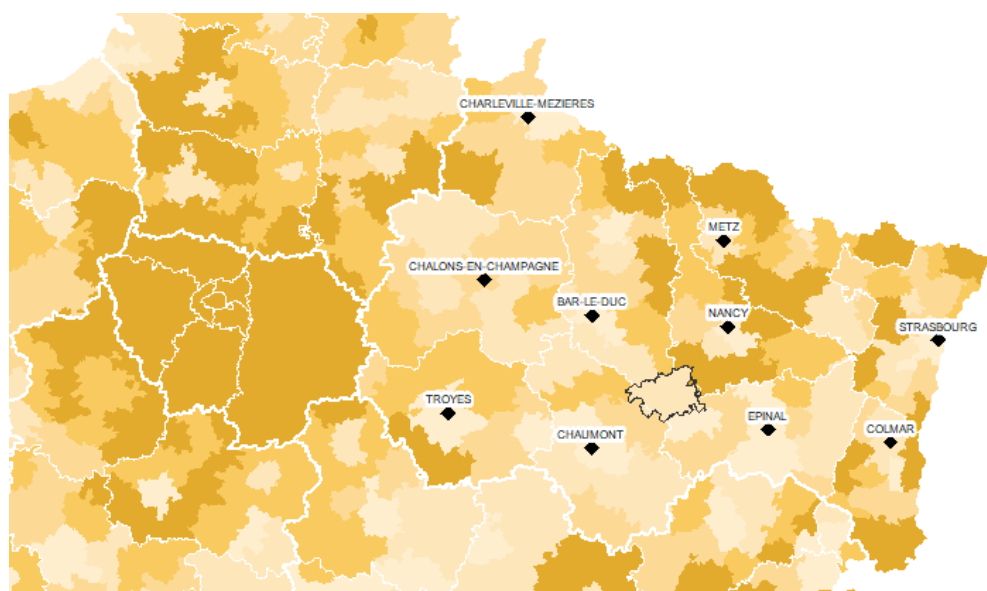 CHARLEVILLE-MEZIERES
METZ
CHALONS-EN-CHAMPAGNE
BAR-LE-DUC
NANCY
STRASBOURG
TROYES
EPINAL
CHAUMONT
COLMAR